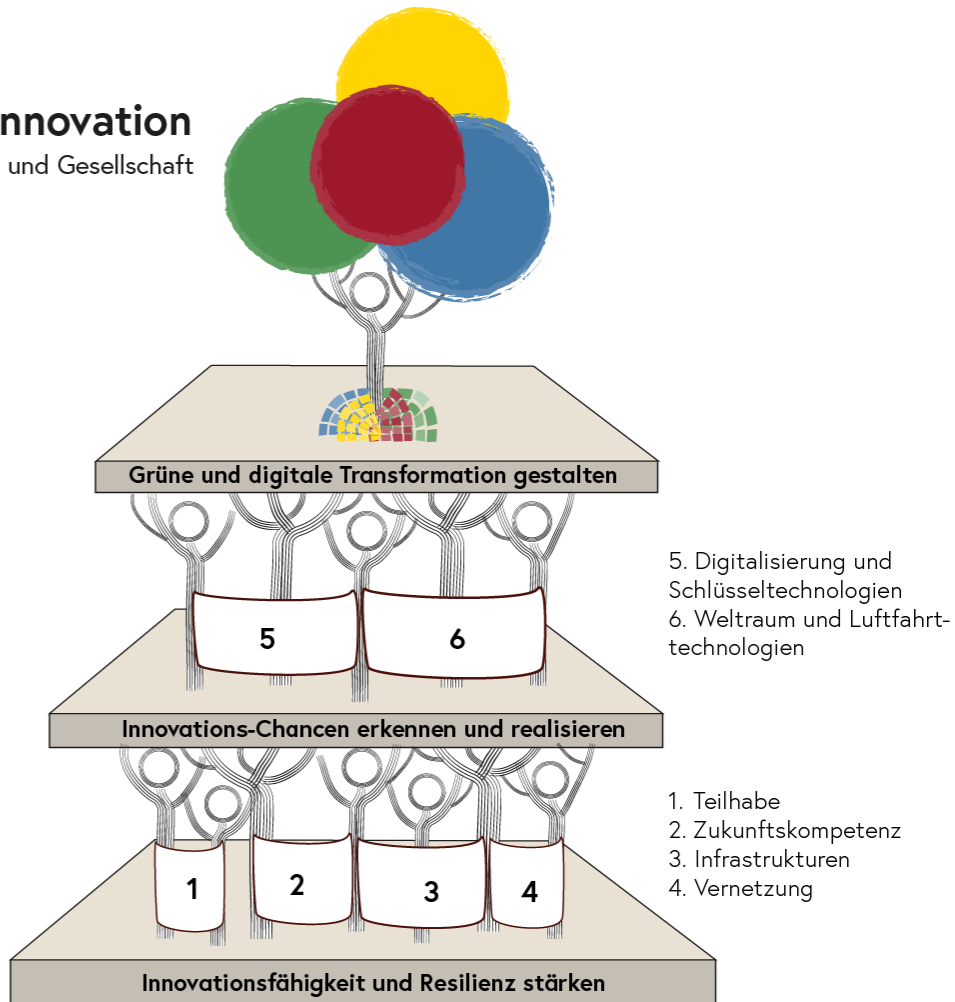 nnovation
und Gesellschaft
Grüne und digitale Transformation gestalten
5. Digitalisierung und
Schlüsseltechnologien
6. Weltraum und Luftfahrt-
technologien
5
6
Innovations-Chancen erkennen und realisieren
1. Teilhabe
2. Zukunftskompetenz
3. Infrastrukturen
4. Vernetzung
1
2
3
4
Innovationsfähigkeit und Resilienz stärken